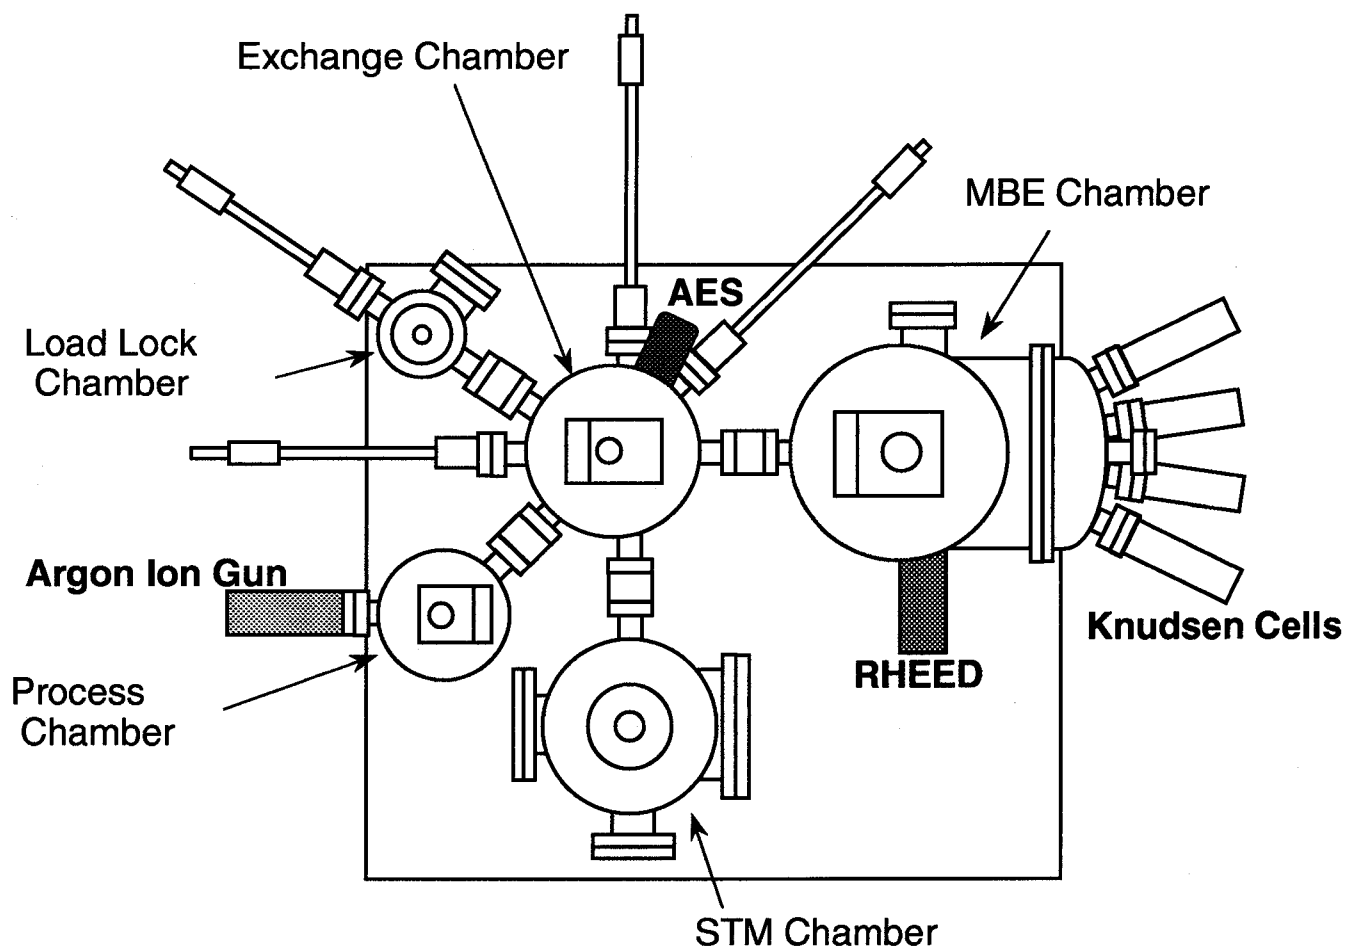 Exchange Chamber
MBE Chamber
AES
Load Lock
Chamber
Argon Ion Gun
Knudsen Cells
RHEED
Process
Chamber
STM Chamber